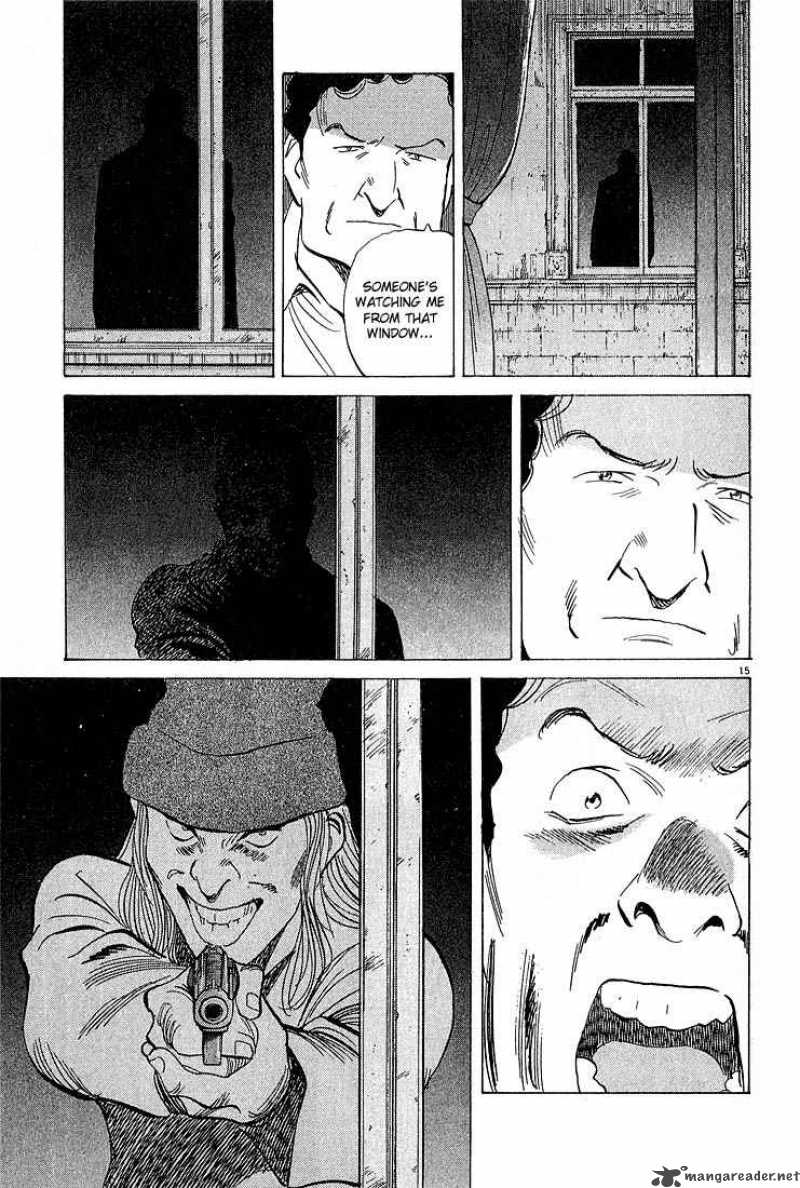 SOMEONE'S
WATCHING ME
FROM THAT
WINDOW...
15
mangareader.net